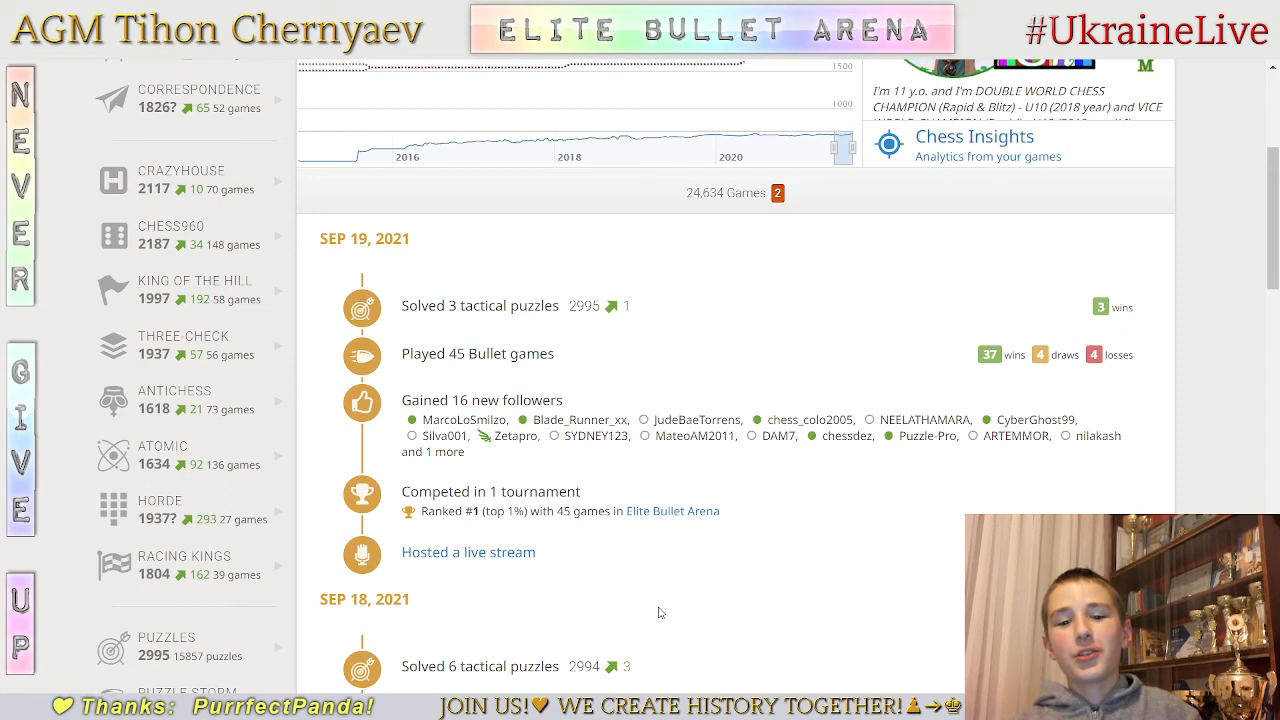 AGM Tihon Chernyaev
ELITE BULLET ARENA
#UkraineLive
NEVER
GIVE
UP
CORRESPONDENCE
1826? 65 52 games
CRAZYHOUSE
2117 10 70 games
CHESS960
2187 34 148 games
KING OF THE HILL
1997 192 58 games
THREE-CHECK
1937 57 56 games
ANTICHESS
1618 21 73 games
ATOMIC
1634 92 136 games
HORDE
1937? 293 27 games
RACING KINGS
1804 162 39 games
PUZZLES
2995 15857 puzzles
PUZZLE STORM
1500
1000
2016 2018 2020
M
I'm 11 y.o. and I'm DOUBLE WORLD CHESS
CHAMPION (Rapid & Blitz) - U10 (2018 year) and VICE
Chess Insights
Analytics from your games
24,634 Games 2
SEP 19, 2021
Solved 3 tactical puzzles 2995 1 3 wins
Played 45 Bullet games 37 wins 4 draws 4 losses
Gained 16 new followers
MarcoLoSmilzo, Blade_Runner_xx, JudeBaeTorrens, chess_colo2005, NEELATHAMARA, CyberGhost99,
Silva001, Zetapro, SYDNEY123, MateoAM2011, DAM7, chessdez, Puzzle-Pro, ARTEMMOR, nilakash
and 1 more
Competed in 1 tournament
Ranked #1 (top 1%) with 45 games in Elite Bullet Arena
Hosted a live stream
SEP 18, 2021
Solved 6 tactical puzzles 2994 3
Thanks: PurrfectPanda!
JOIN US! WE CREATE HISTORY TOGETHER!